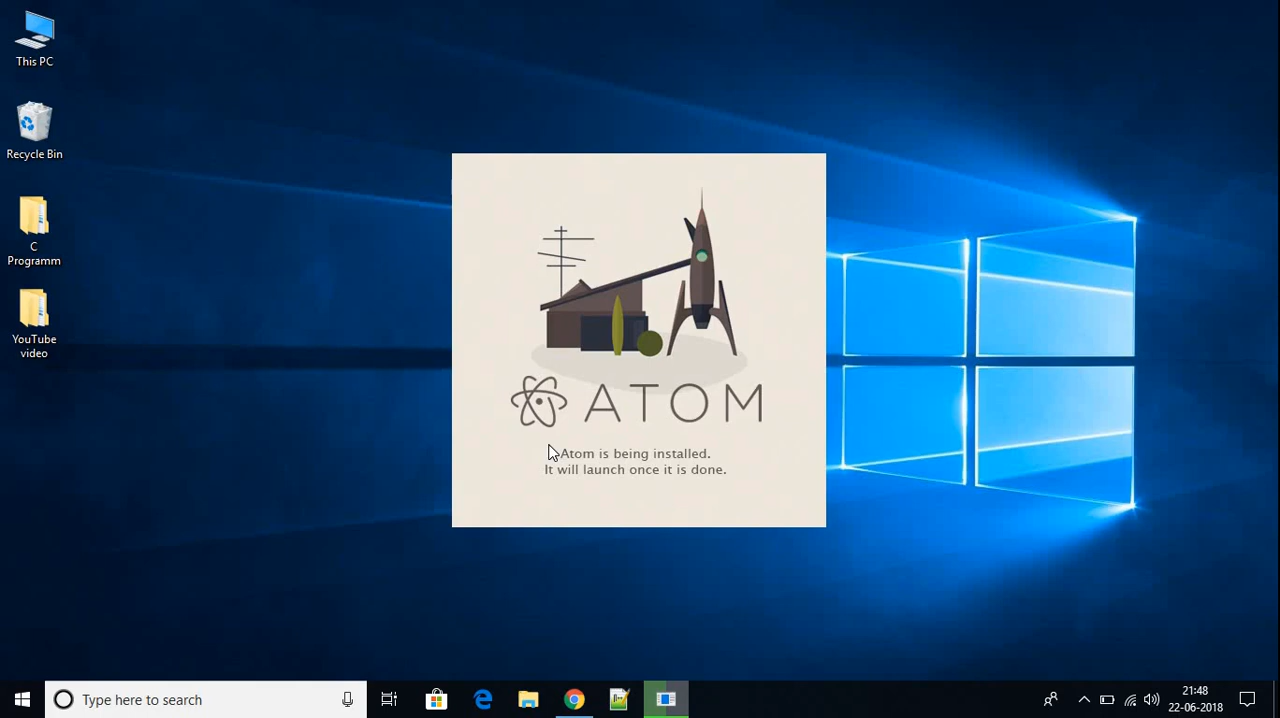 This PC
Recycle Bin
C
Programm
YouTube
video
ATOM
Atom is being installed.
It will launch once it is done.
Type here to search
21:48
22-06-2018